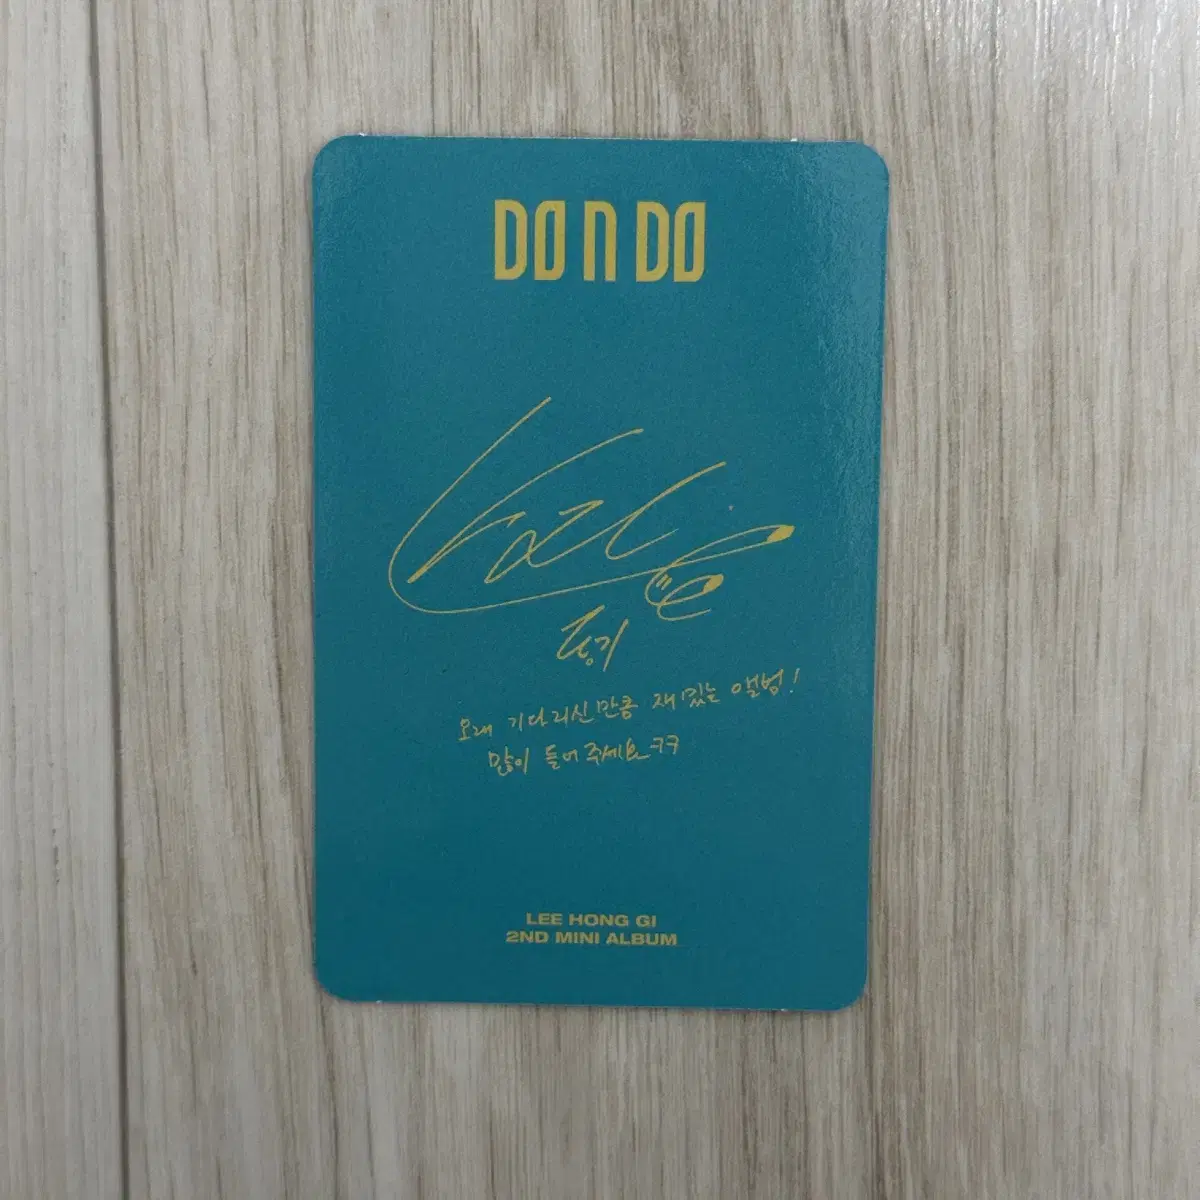 DO N DO
홍기
오래 기다리신만큼 재밌는 앨범!
많이 들어주세요 ㅋㅋ
LEE HONG GI
2ND MINI ALBUM